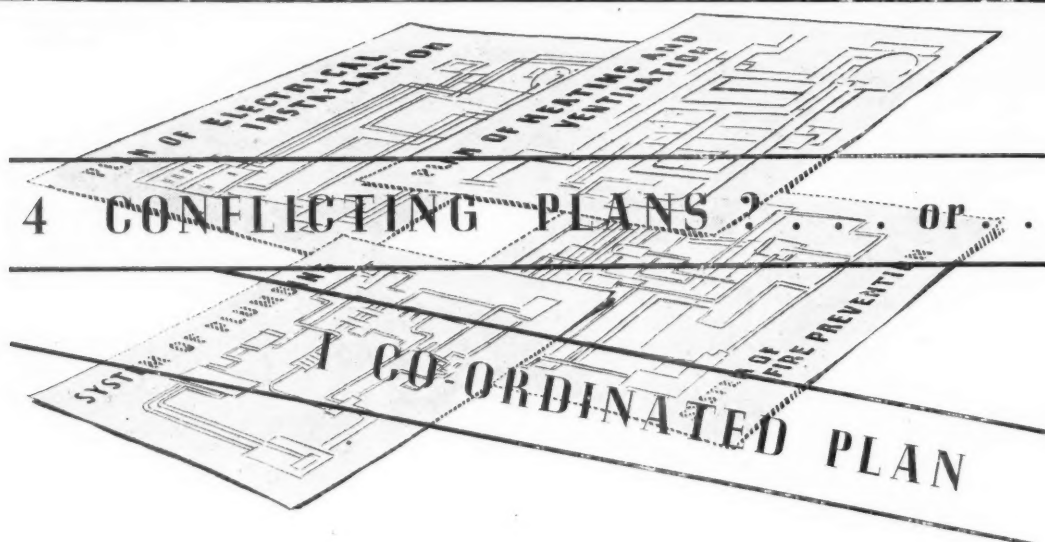 PLAN OF ELECTRICAL
INSTALLATION
PLAN OF HEATING AND
VENTILATION
4 CONFLICTING PLANS ? . . . . or . . .
SYSTEM OF
OF
FIRE PREVENTION
1 CO-ORDINATED PLAN